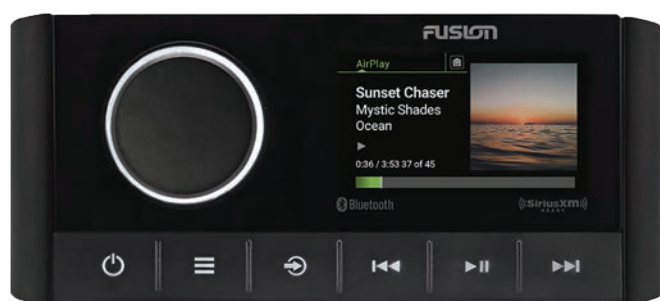 FUSION
AirPlay
Sunset Chaser
Mystic Shades
Ocean
0:36 / 3:53 37 of 45
Bluetooth
SiriusXM
READY